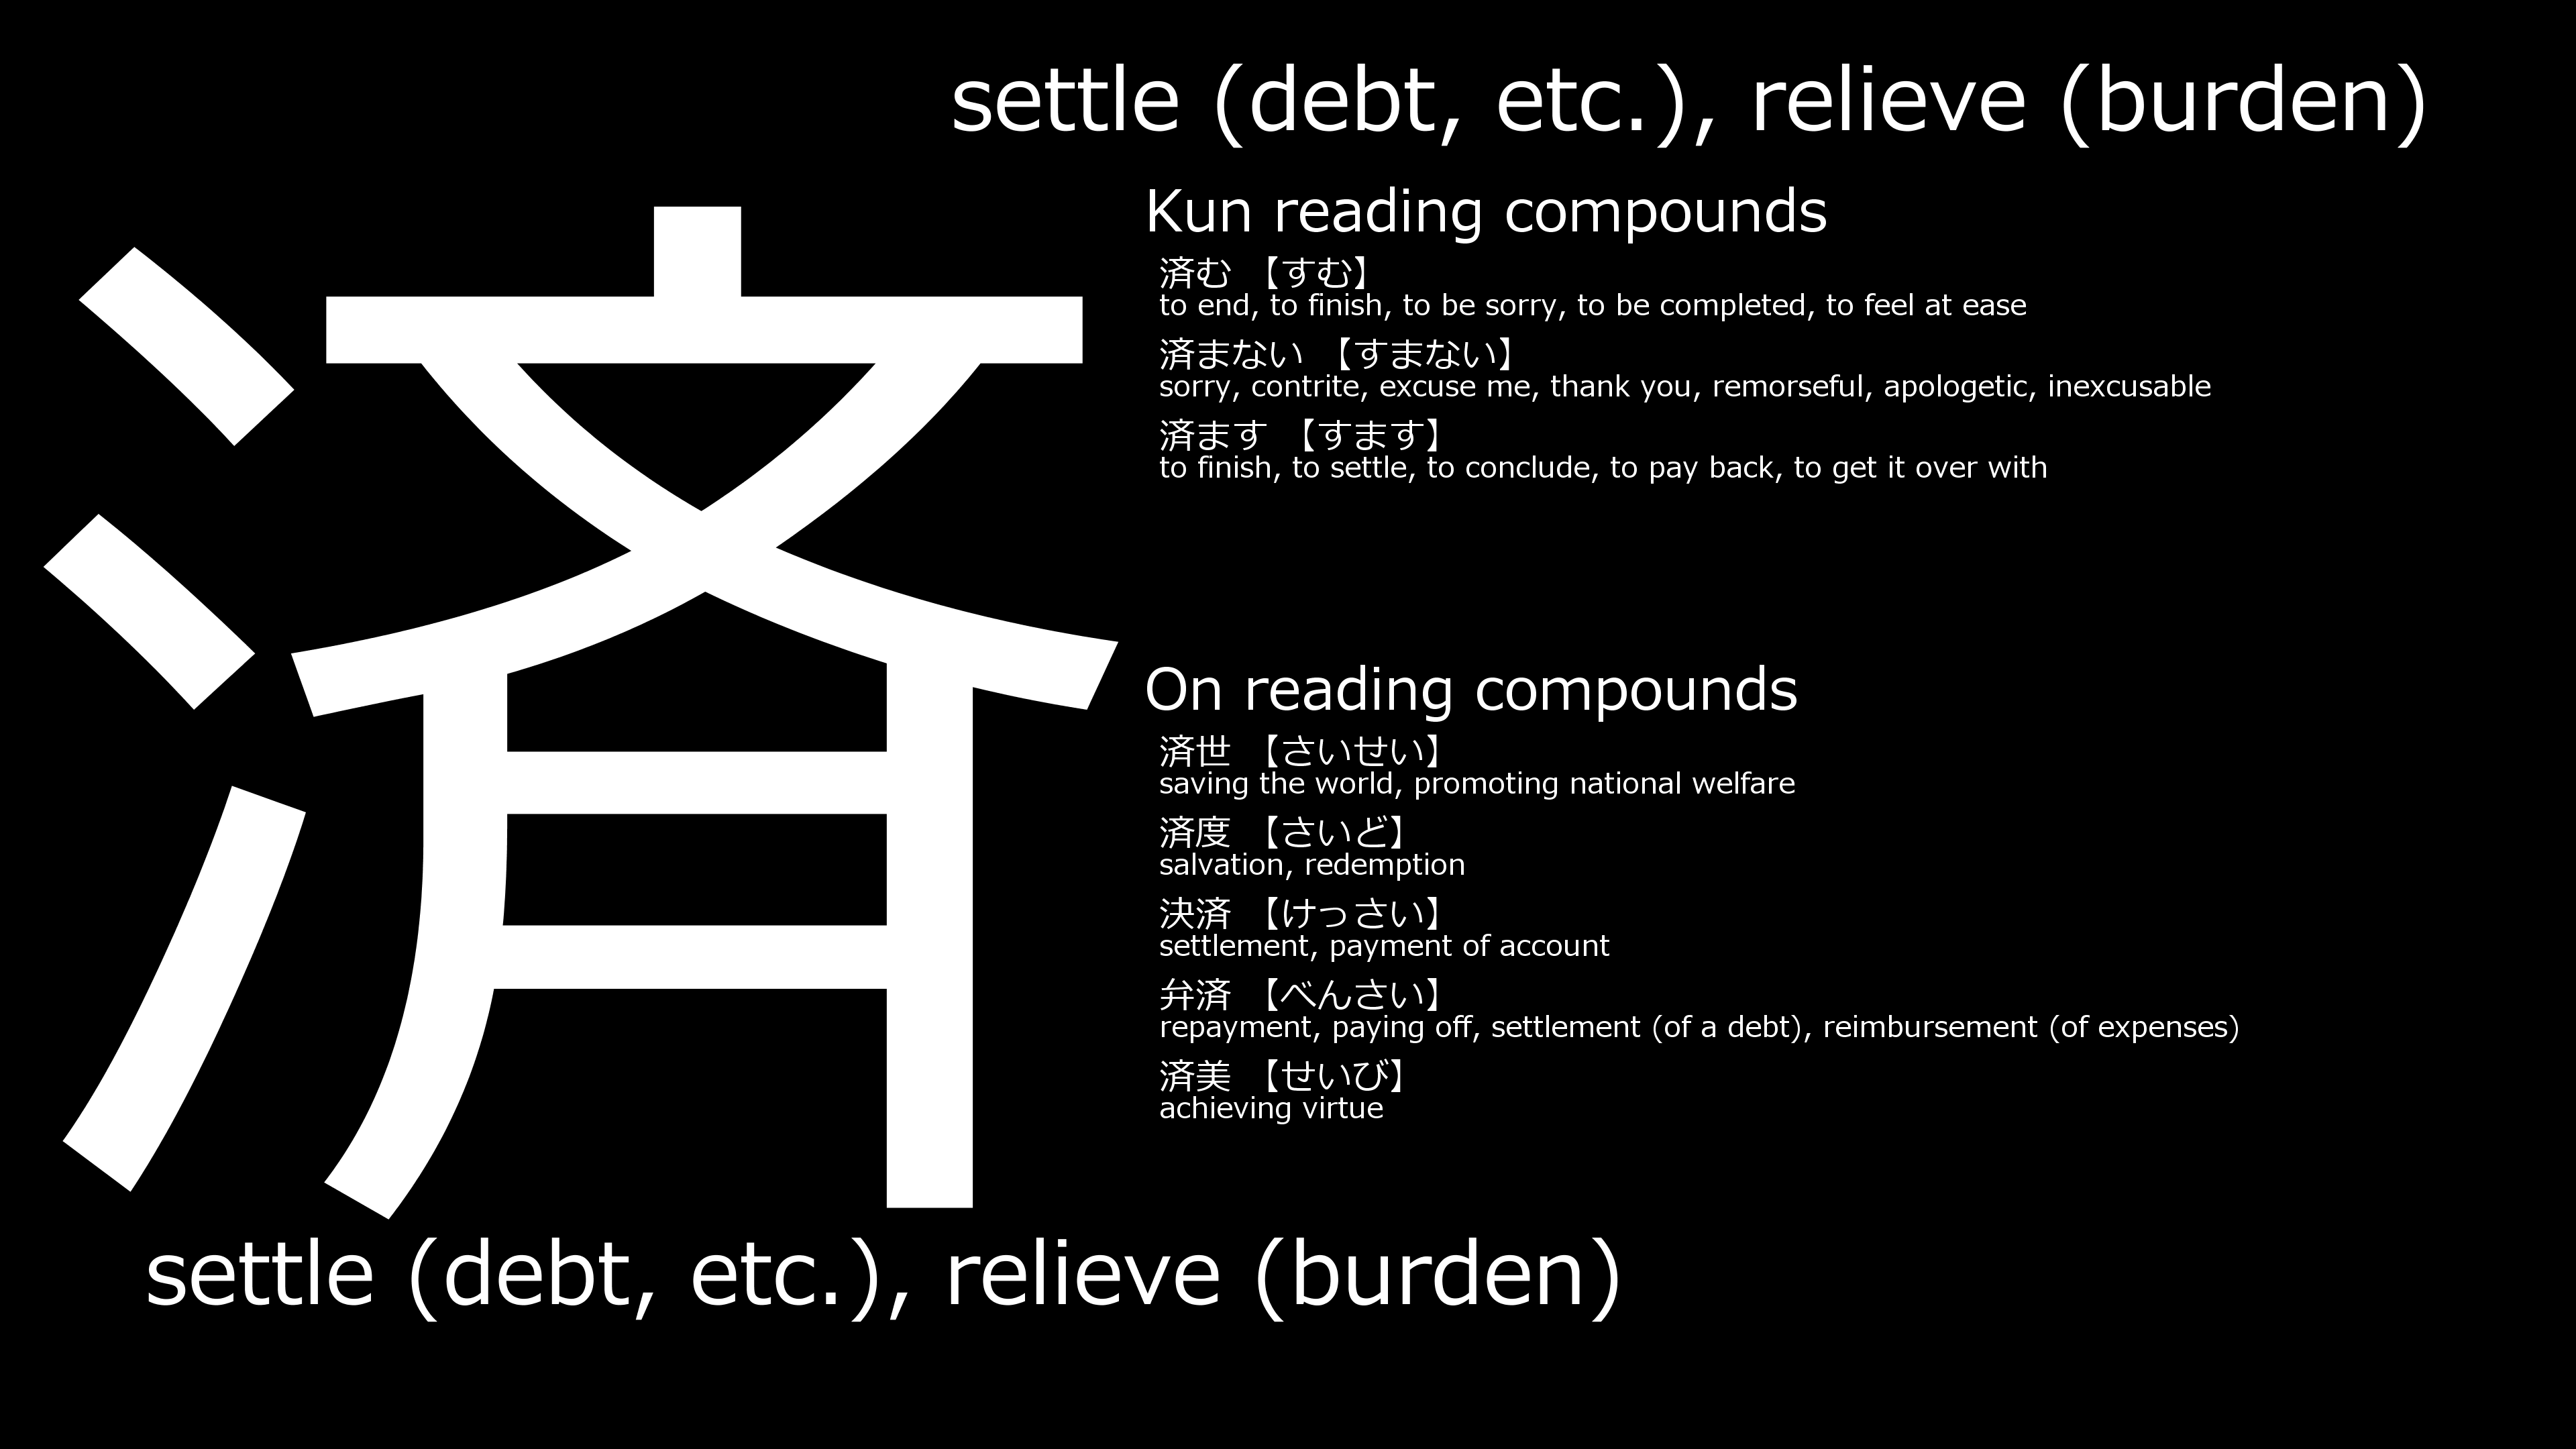 settle (debt, etc.), relieve (burden)
済
Kun reading compounds
済む 【すむ】
to end, to finish, to be sorry, to be completed, to feel at ease
済まない 【すまない】
sorry, contrite, excuse me, thank you, remorseful, apologetic, inexcusable
済ます 【すます】
to finish, to settle, to conclude, to pay back, to get it over with
On reading compounds
済世 【さいせい】
saving the world, promoting national welfare
済度 【さいど】
salvation, redemption
決済 【けっさい】
settlement, payment of account
弁済 【べんさい】
repayment, paying off, settlement (of a debt), reimbursement (of expenses)
済美 【せいび】
achieving virtue
settle (debt, etc.), relieve (burden)